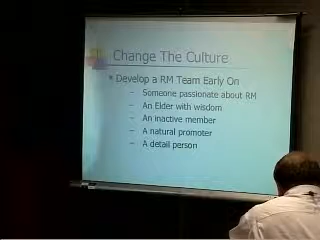 Change The Culture
Develop a RM Team Early On
– Someone passionate about RM
– An Elder with wisdom
– An inactive member
– A natural promoter
– A detail person